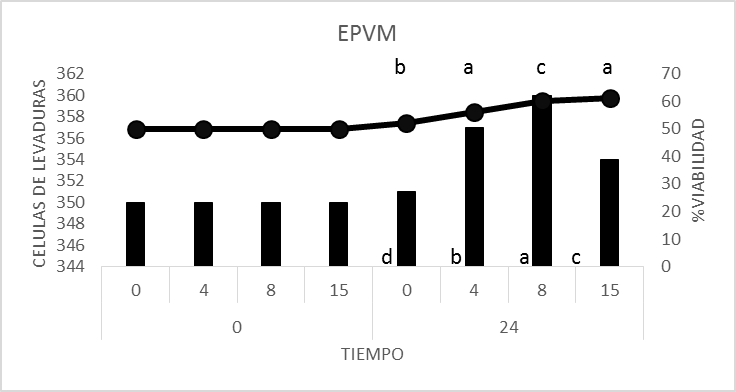 EPVM
b a c a
362 70
360 60
358 50
356
354 40
352 30
350
348 20
346 10
344 0
CELULAS DE LEVADURAS
%VIABILIDAD
d b a c
0 4 8 15 0 4 8 15
0 24
TIEMPO